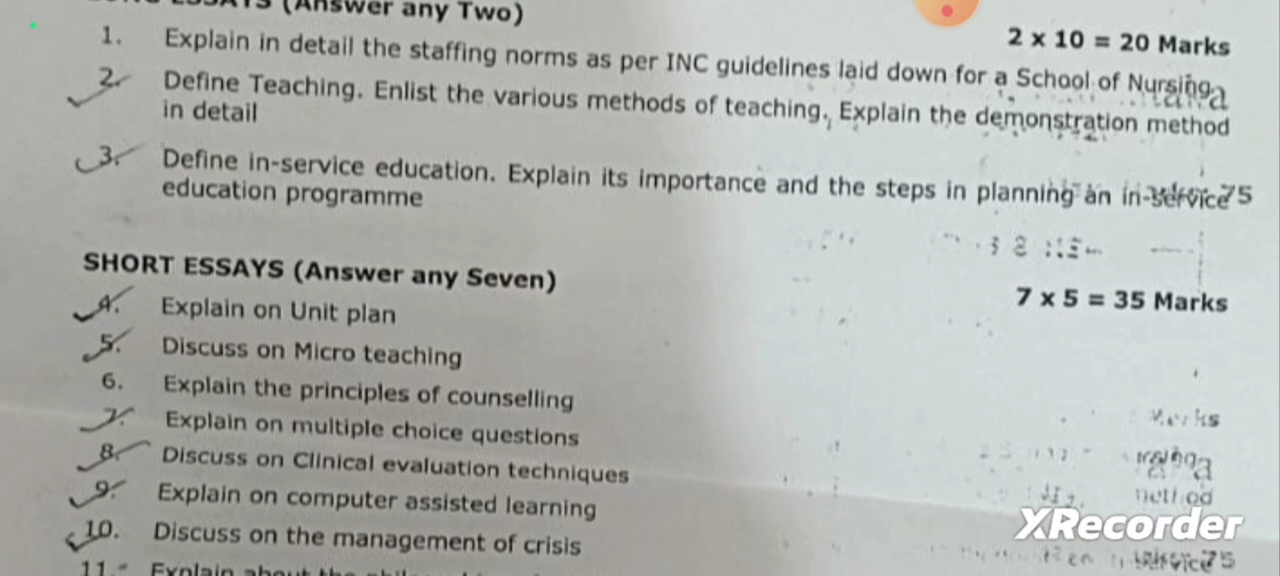 ESSAYS (Answer any Two)
2 x 10 = 20 Marks
1. Explain in detail the staffing norms as per INC guidelines laid down for a School of Nursing
2. Define Teaching. Enlist the various methods of teaching. Explain the demonstration method
in detail
3. Define in-service education. Explain its importance and the steps in planning an in-service
education programme
SHORT ESSAYS (Answer any Seven)
7 x 5 = 35 Marks
4. Explain on Unit plan
5. Discuss on Micro teaching
6. Explain the principles of counselling
7. Explain on multiple choice questions
8. Discuss on Clinical evaluation techniques
9. Explain on computer assisted learning
10. Discuss on the management of crisis
11. Explain about the
XRecorder